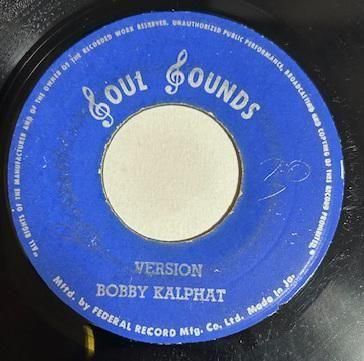 "ALL RIGHTS OF THE MANUFACTURER AND OF THE OWNER OF THE RECORDED WORK RESERVED. UNAUTHORIZED PUBLIC PERFORMANCE, BROADCASTING AND COPYING OF THIS RECORD PROHIBITED."
SOUL SOUNDS
VERSION
BOBBY KALPHAT
Mftd. by FEDERAL RECORD Mfg. Co. Ltd. Made in Ja.